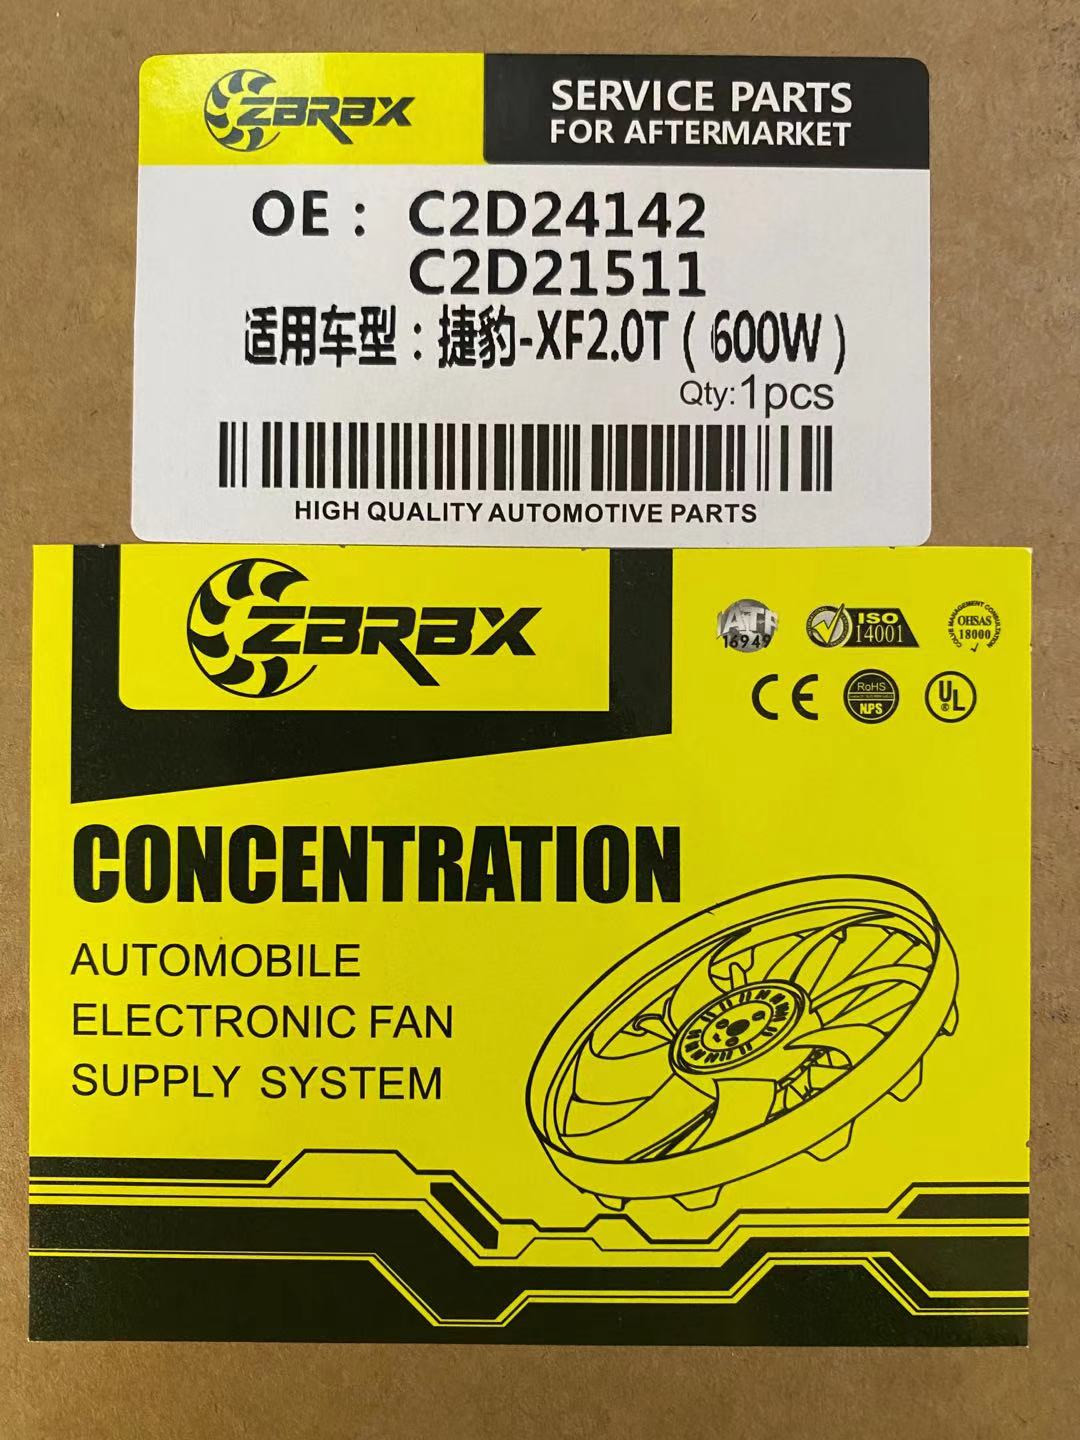 ZBRBX
SERVICE PARTS
FOR AFTERMARKET
OE： C2D24142
C2D21511
适用车型：捷豹-XF2.0T（600W）
Qty:1pcs
HIGH QUALITY AUTOMOTIVE PARTS
ZBRBX
IATF
16949
ISO
14001
OHSAS
18000
CE
RoHS
NPS
UL
®
CONCENTRATION
AUTOMOBILE
ELECTRONIC FAN
SUPPLY SYSTEM